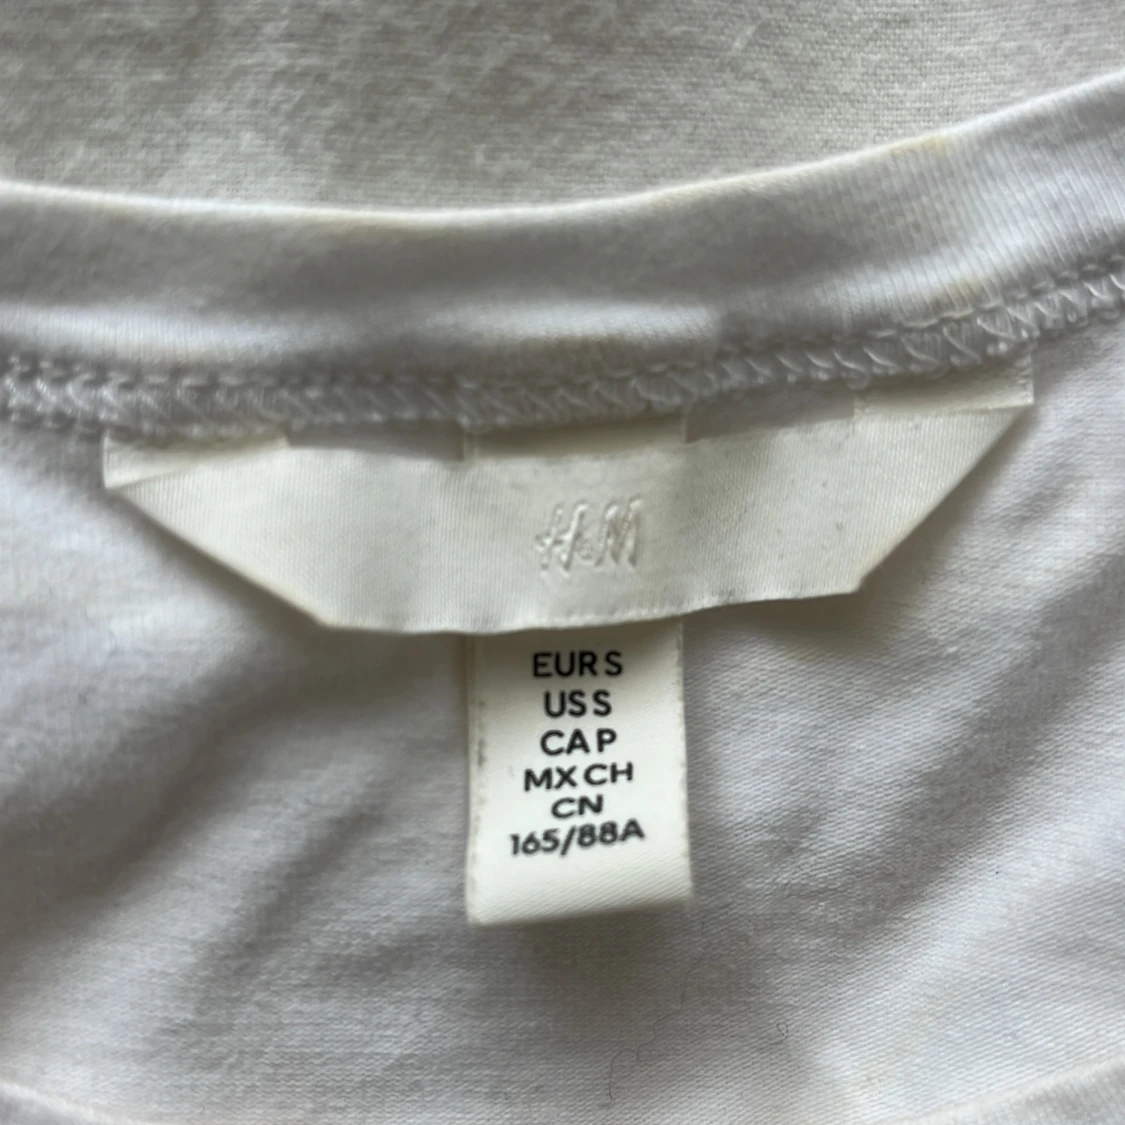 H&M
EUR S
US S
CA P
MX CH
CN
165/88A